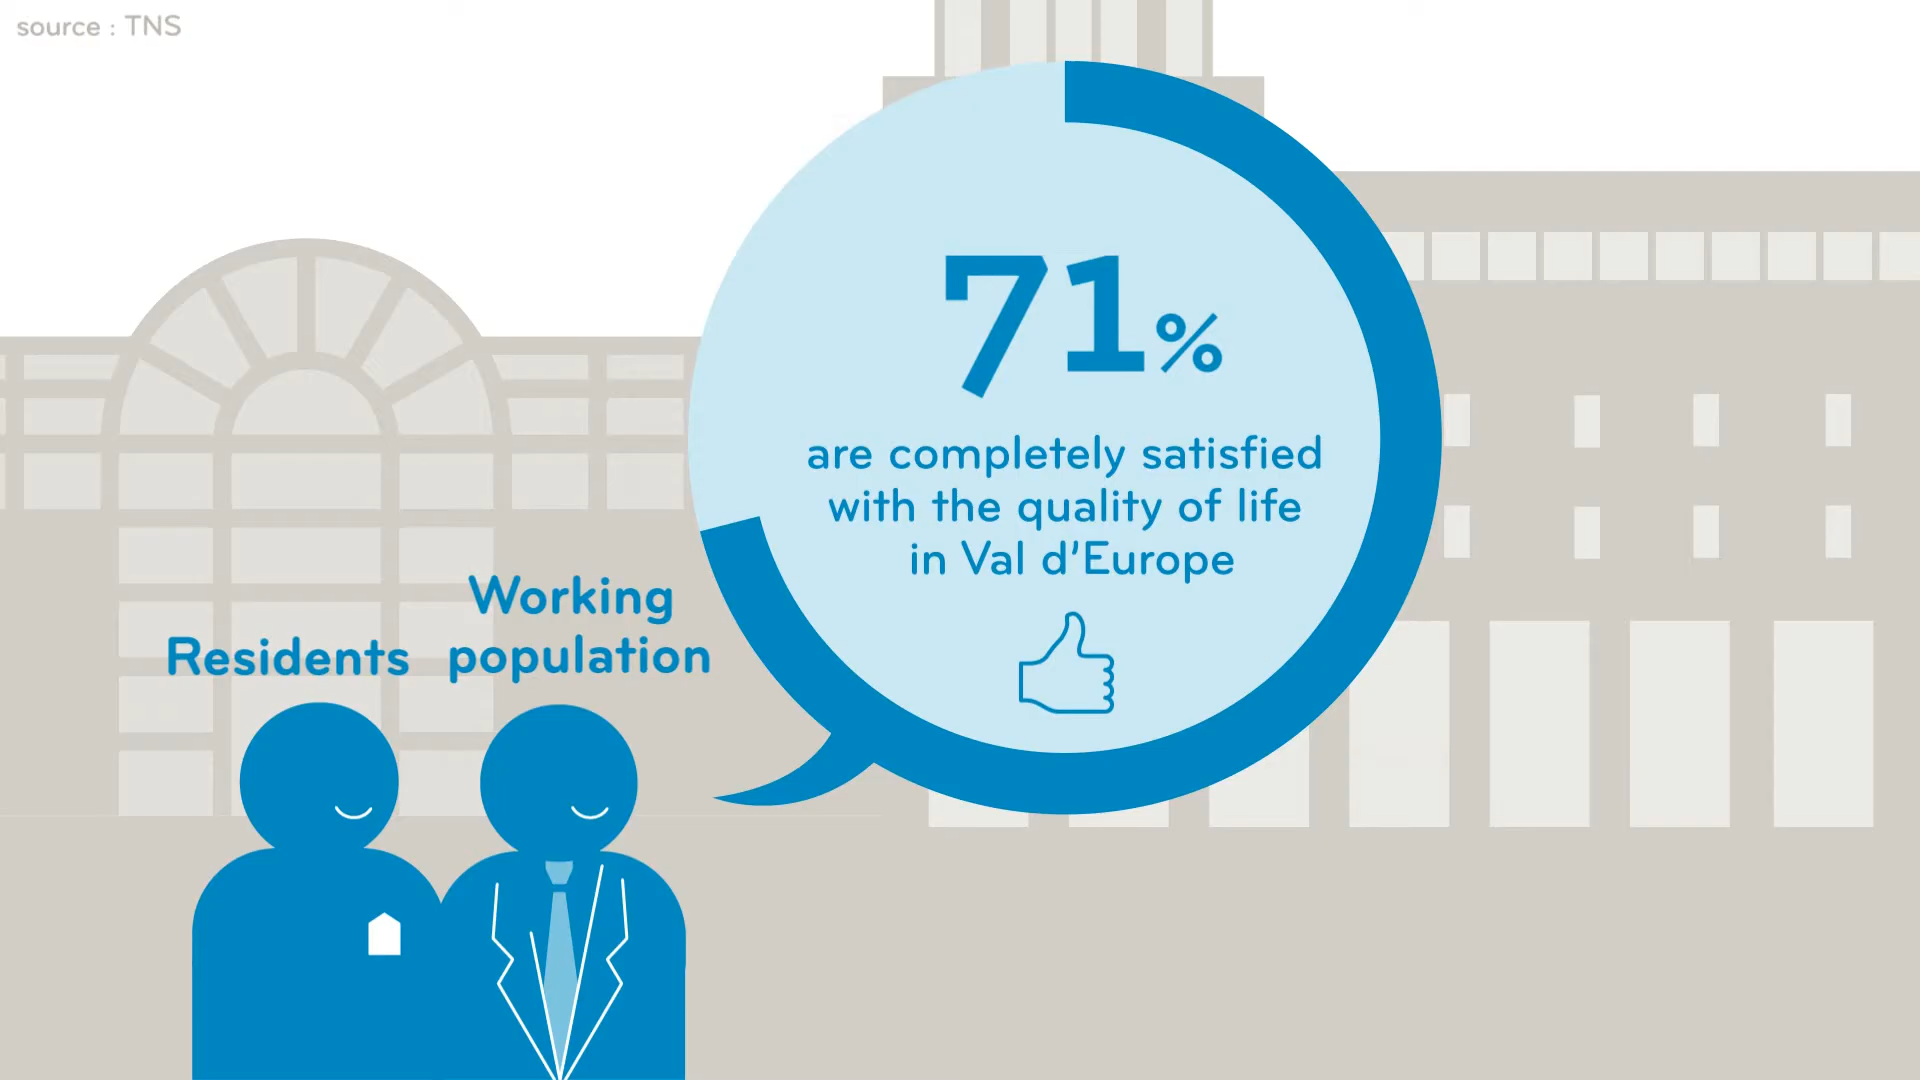 source : TNS
71%
are completely satisfied
with the quality of life
in Val d'Europe
Working
Residents population